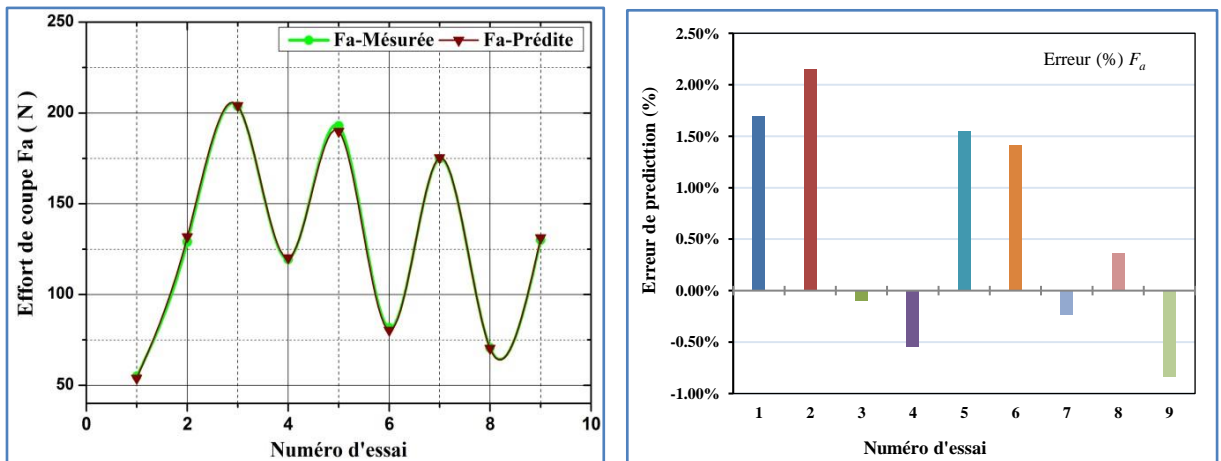 250
200
150
100
50
0
2
4
6
8
10
Effort de coupe Fa ( N )
Fa-Mésurée
Fa-Prédite
Numéro d'essai
2.50%
2.00%
1.50%
1.00%
0.50%
0.00%
-0.50%
-1.00%
Erreur de predicttion (%)
Erreur (%) Fa
1 2 3 4 5 6 7 8 9
Numéro d'essai